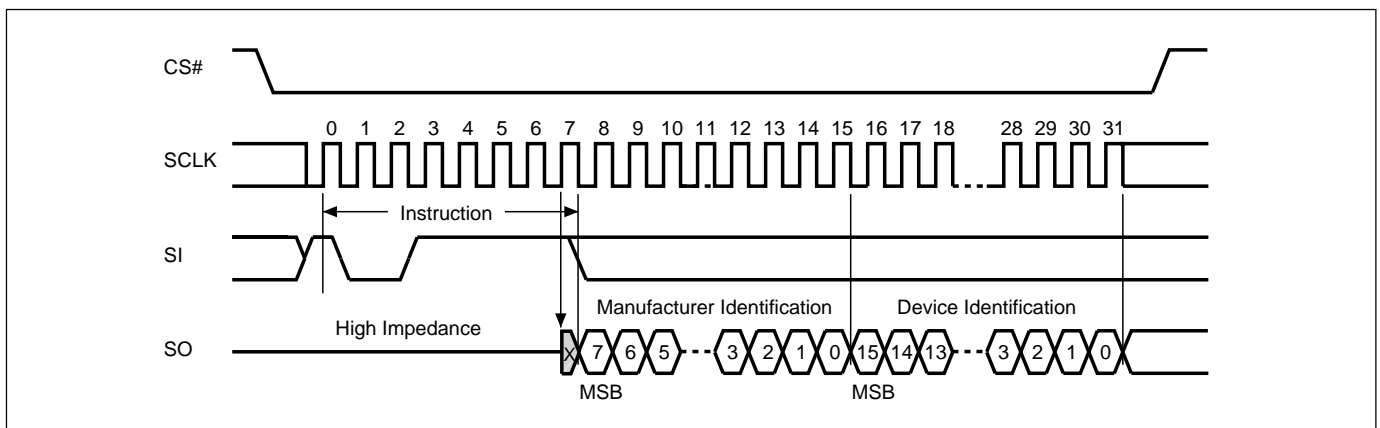 CS#
0 1 2 3 4 5 6 7 8 9 10 11 12 13 14 15 16 17 18 28 29 30 31
SCLK
Instruction
SI
Manufacturer Identification Device Identification
High Impedance
SO X 7 6 5 3 2 1 0 15 14 13 3 2 1 0
MSB MSB